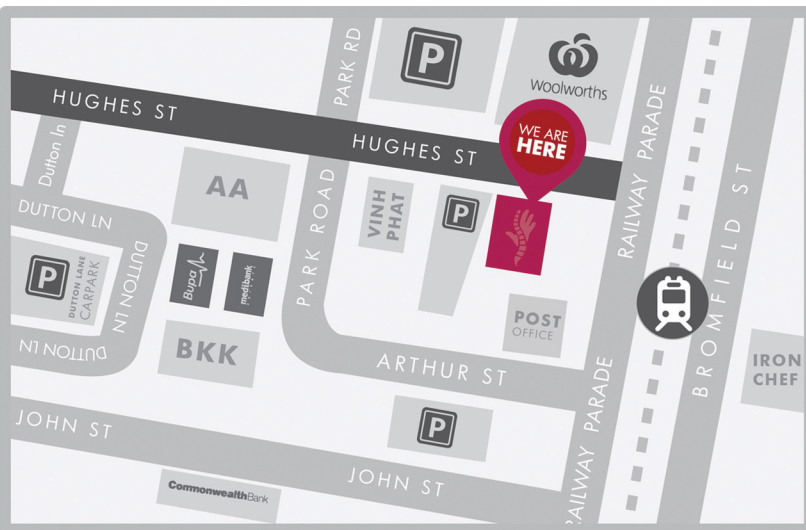 PARK RD
P
Woolworths
HUGHES ST
HUGHES ST
WE ARE
HERE
RAILWAY PARADE
Dutton ln
AA
VINH
PHAT
P
DUTTON LN
PARK ROAD
BROMFIELD ST
P
DUTTON LANE
CARPARK
DUTTON LN
Bupa
medibank
POST
OFFICE
DUTTON LN
BKK
ARTHUR ST
IRON
CHEF
RAILWAY PARADE
P
JOHN ST
JOHN ST
CommonwealthBank